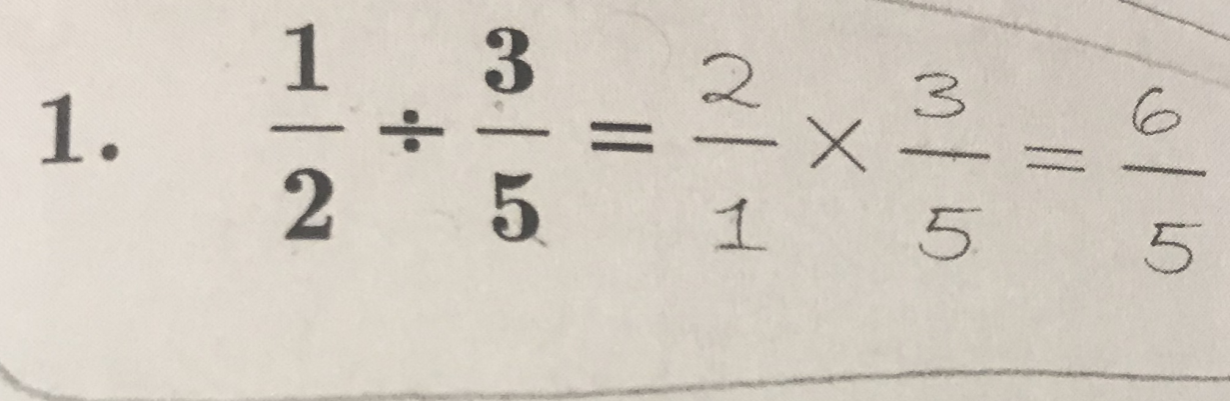 1. 1/2 ÷ 3/5 = 2/1 × 3/5 = 6/5